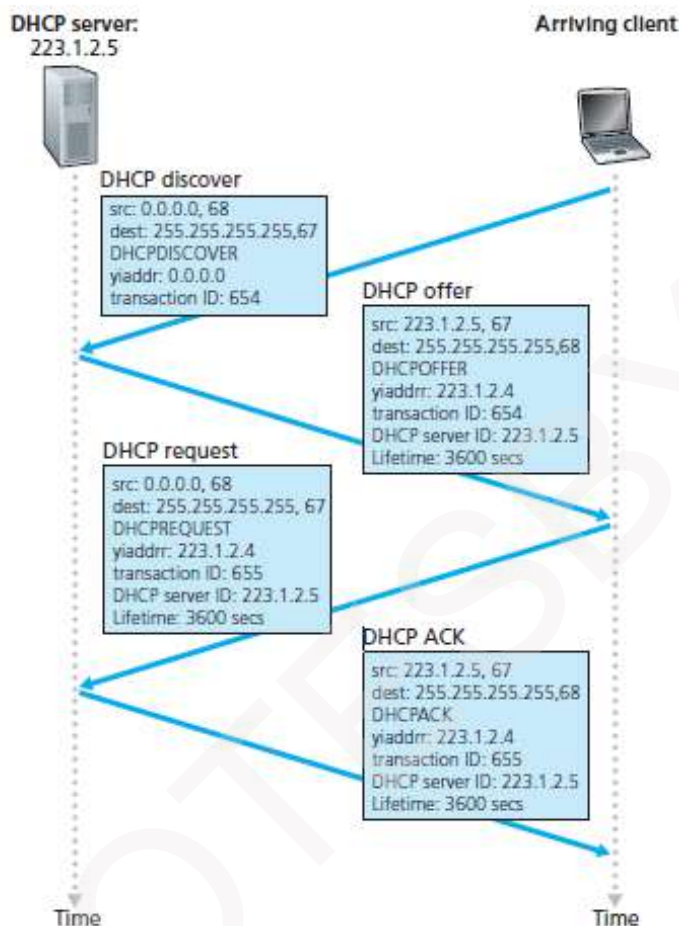 DHCP server:
223.1.2.5
Arriving client
DHCP discover
src: 0.0.0.0, 68
dest: 255.255.255.255,67
DHCPDISCOVER
yiaddr: 0.0.0.0
transaction ID: 654
DHCP offer
src: 223.1.2.5, 67
dest: 255.255.255.255,68
DHCPOFFER
yiaddrr: 223.1.2.4
transaction ID: 654
DHCP server ID: 223.1.2.5
Lifetime: 3600 secs
DHCP request
src: 0.0.0.0, 68
dest: 255.255.255.255, 67
DHCPREQUEST
yiaddrr: 223.1.2.4
transaction ID: 655
DHCP server ID: 223.1.2.5
Lifetime: 3600 secs
DHCP ACK
src: 223.1.2.5, 67
dest: 255.255.255.255,68
DHCPACK
yiaddrr: 223.1.2.4
transaction ID: 655
DHCP server ID: 223.1.2.5
Lifetime: 3600 secs
Time
Time